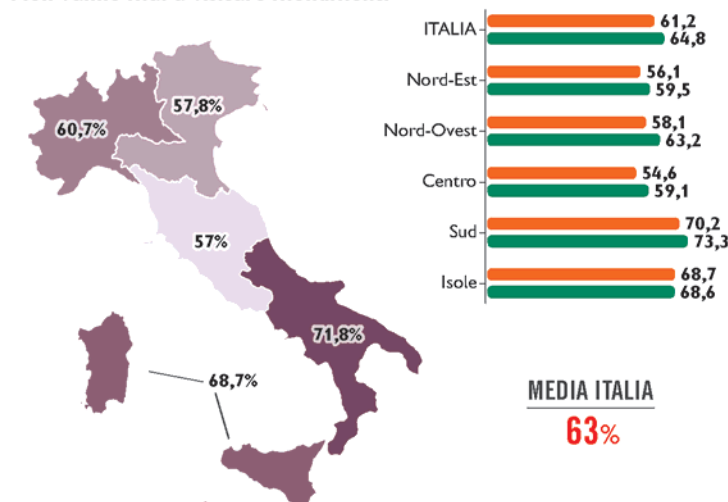 ITALIA 61,2
64,8
Nord-Est 56,1
59,5
Nord-Ovest 58,1
63,2
Centro 54,6
59,1
Sud 70,2
73,3
Isole 68,7
68,6
57,8%
60,7%
57%
71,8%
68,7%
MEDIA ITALIA
63%